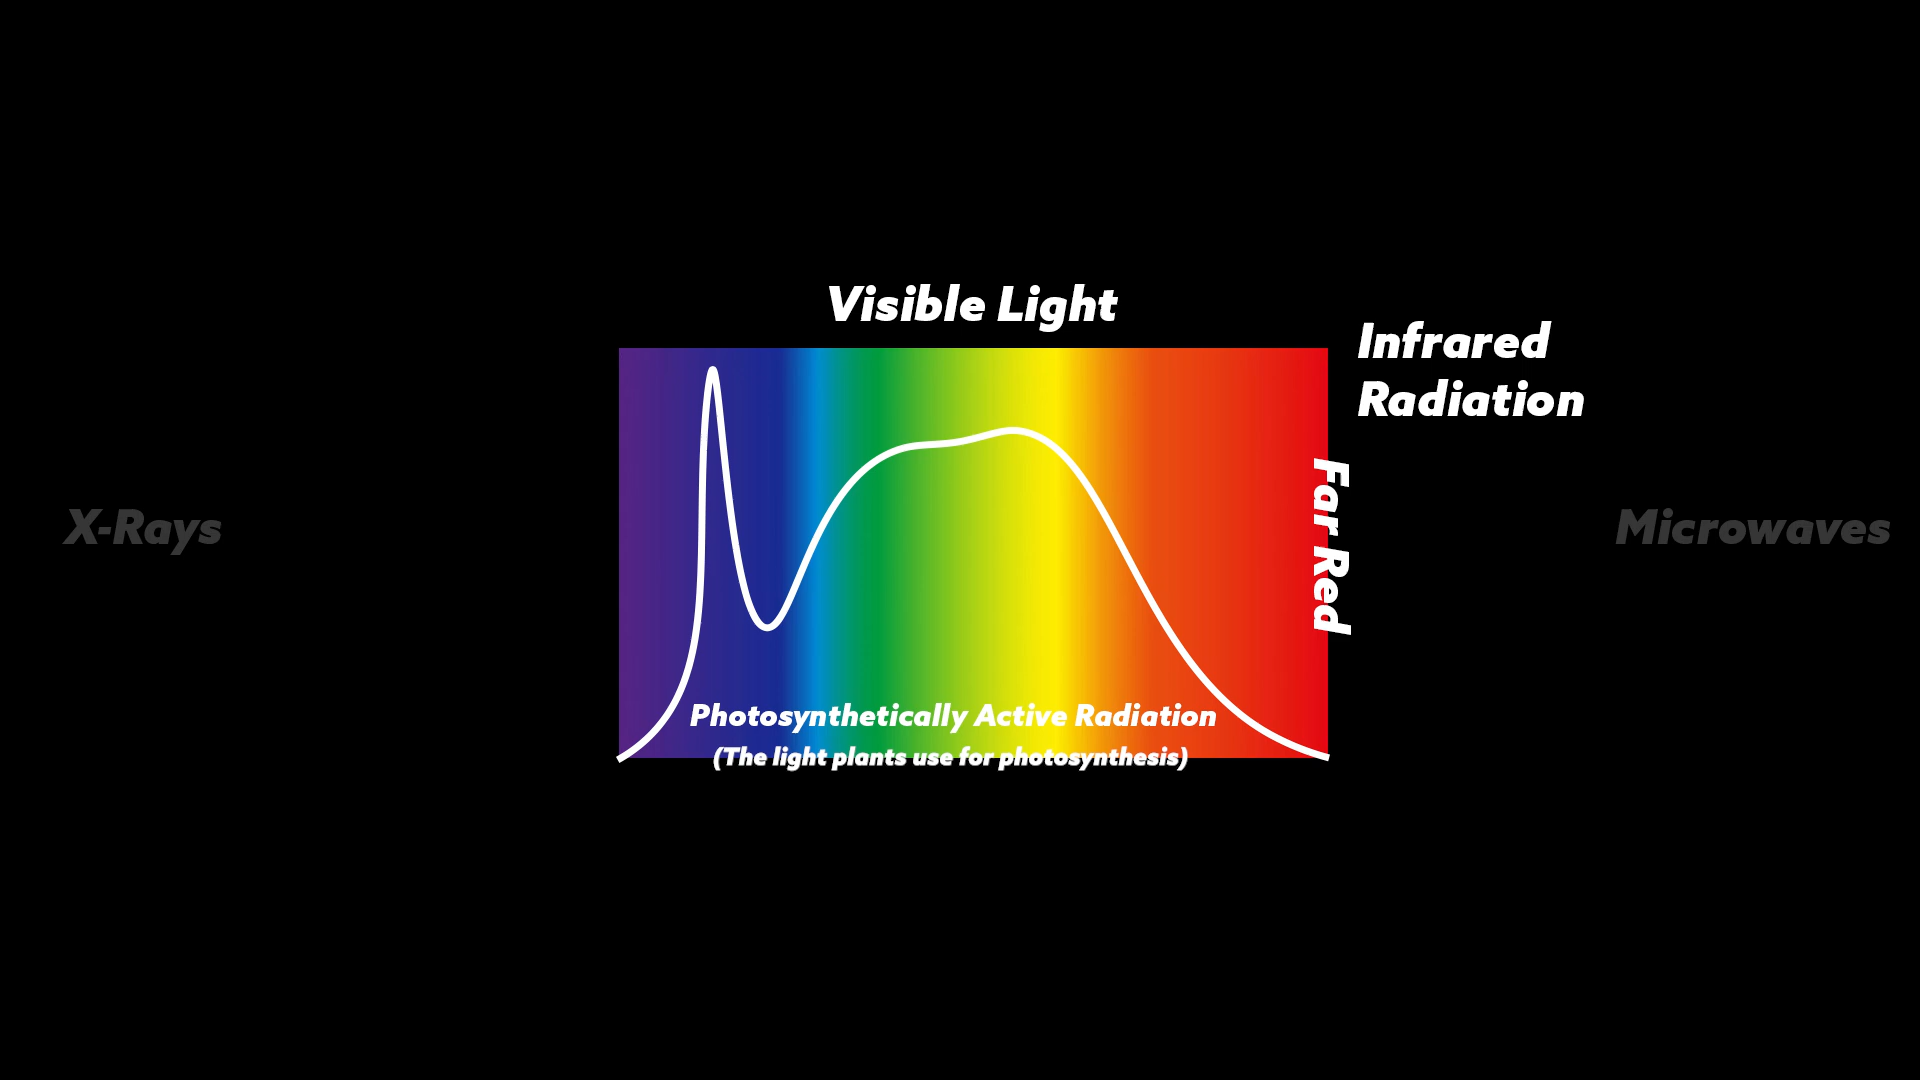 Visible Light
Infrared
Radiation
Far Red
X-Rays
Microwaves
Photosynthetically Active Radiation
(The light plants use for photosynthesis)